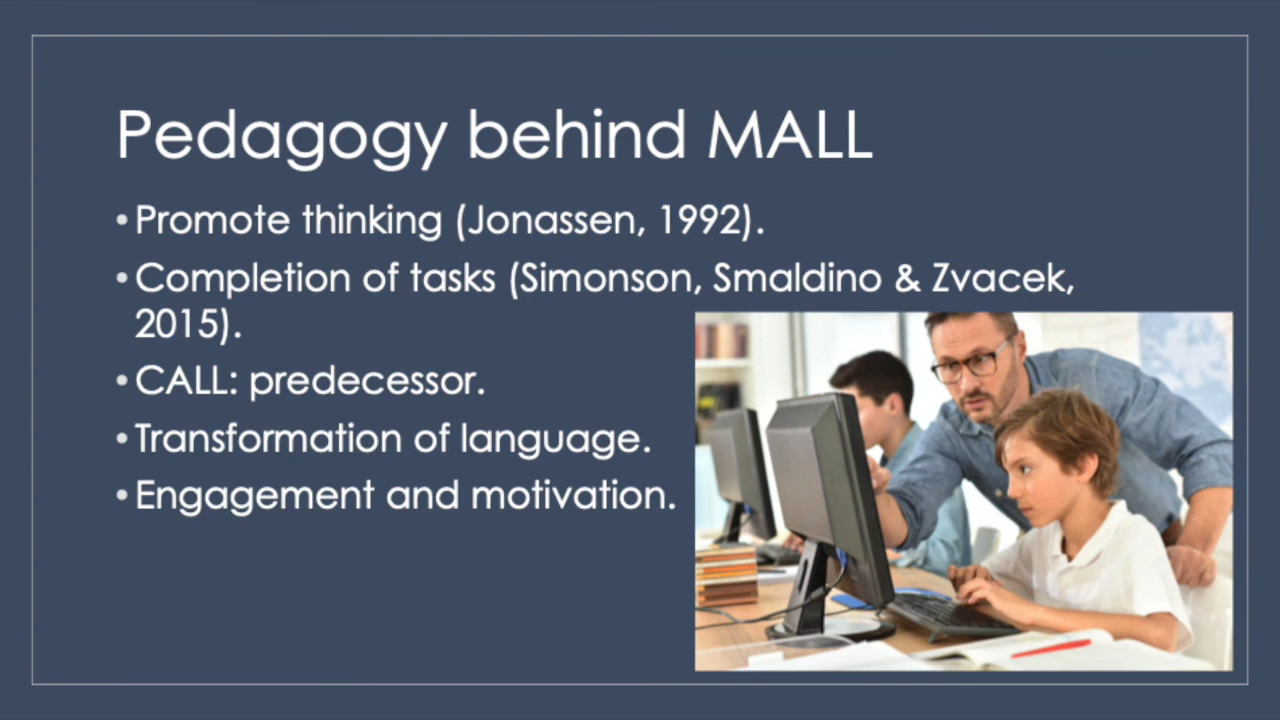 Pedagogy behind MALL
•Promote thinking (Jonassen, 1992).
•Completion of tasks (Simonson, Smaldino & Zvacek,
2015).
•CALL: predecessor.
•Transformation of language.
•Engagement and motivation.